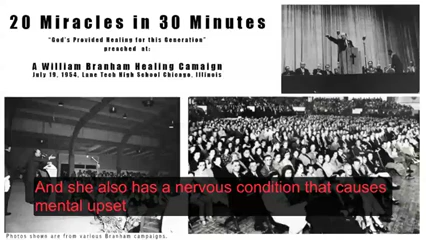 20 Miracles in 30 Minutes
"God's Provided Healing for this Generation"
preached at:
A William Branham Healing Camaign
July 19, 1954, Lane Tech High School Chicago, Illinois
And she also has a nervous condition that causes
mental upset
Photos shown are from various Branham campaigns.